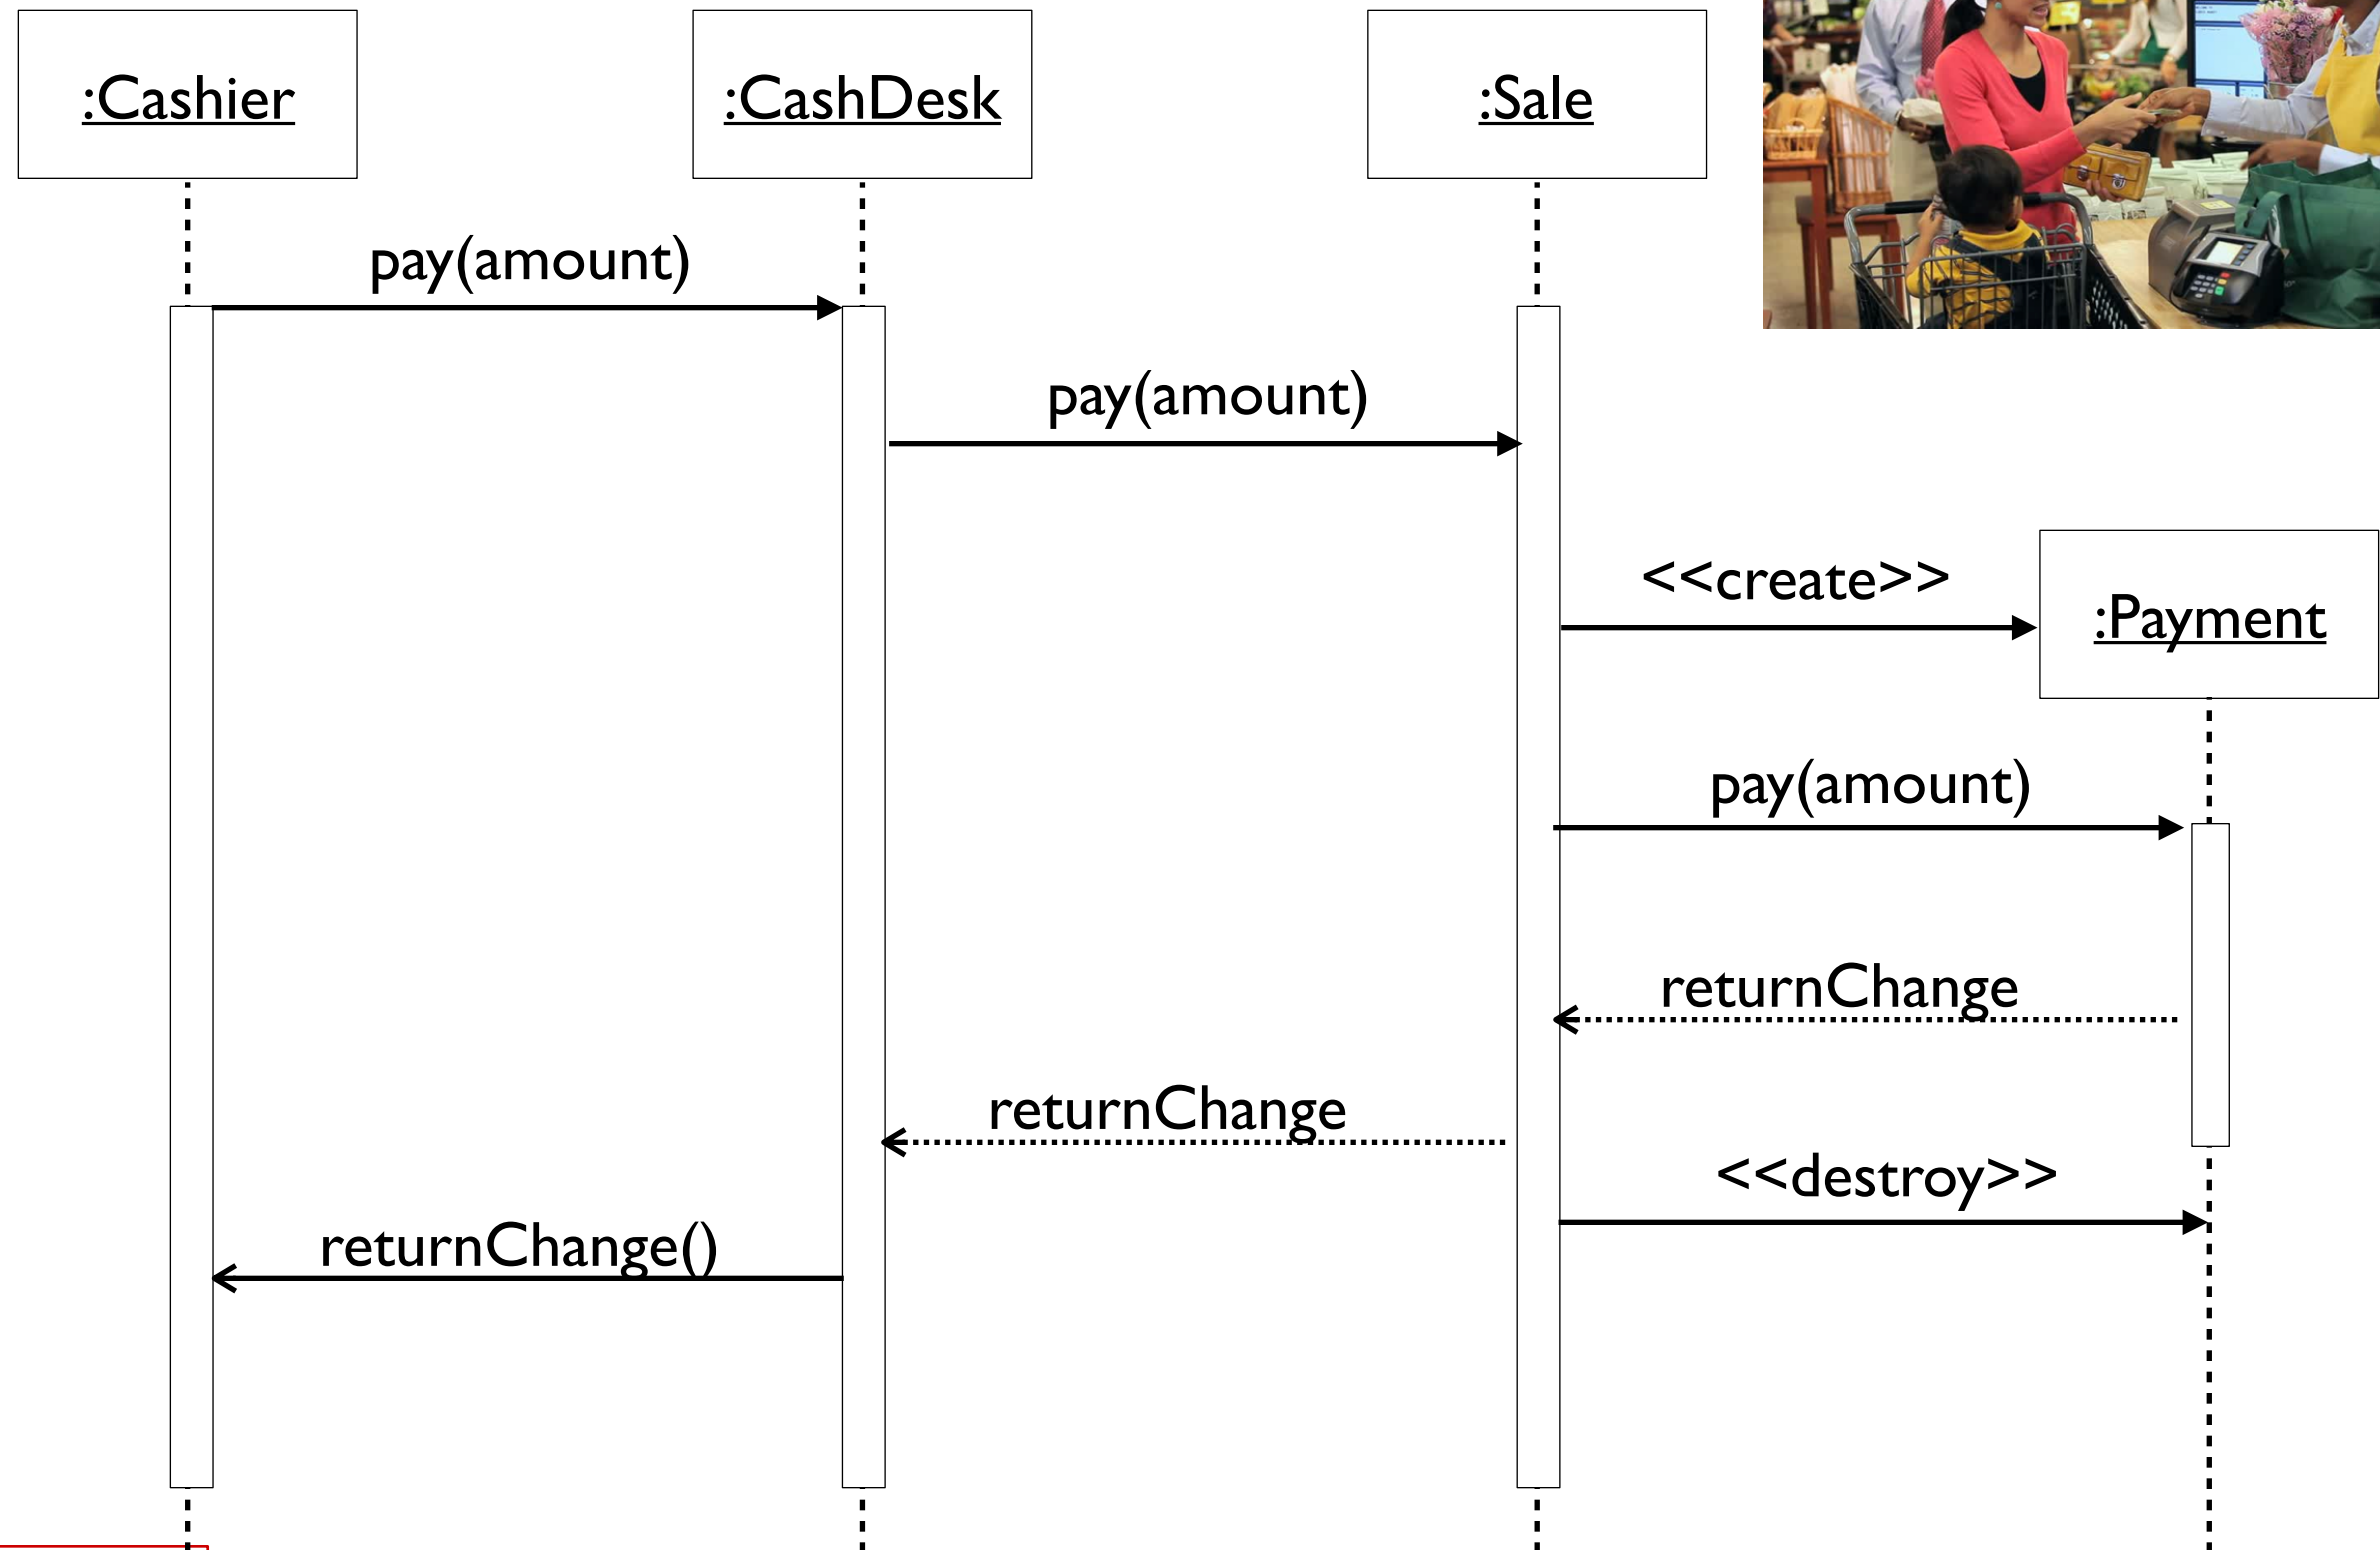 :Cashier
:CashDesk
:Sale
pay(amount)
pay(amount)
<<create>>
:Payment
pay(amount)
returnChange
returnChange
<<destroy>>
returnChange()